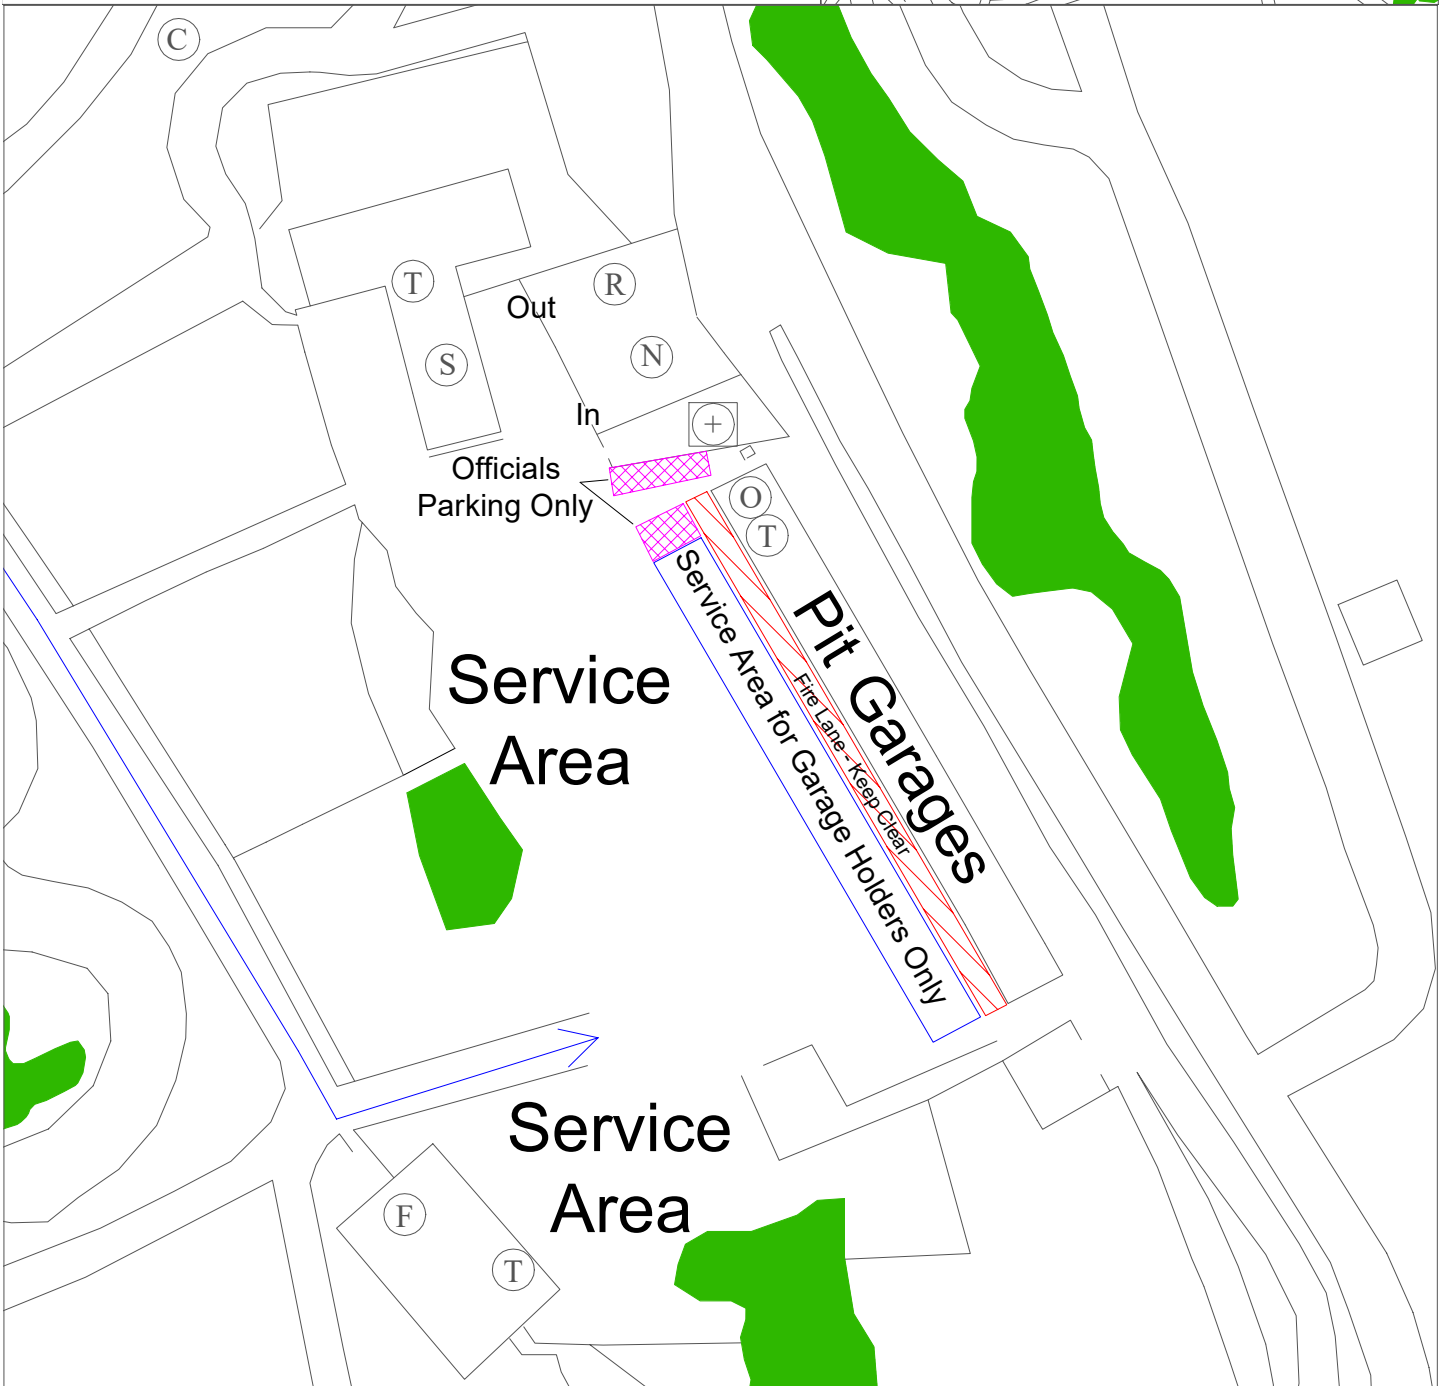 C
T
R
Out
S
N
In
+
Officials
Parking Only
O
T
Service Area for Garage Holders Only
Fire Lane - Keep Clear
Pit Garages
Service
Area
Service
Area
F
T